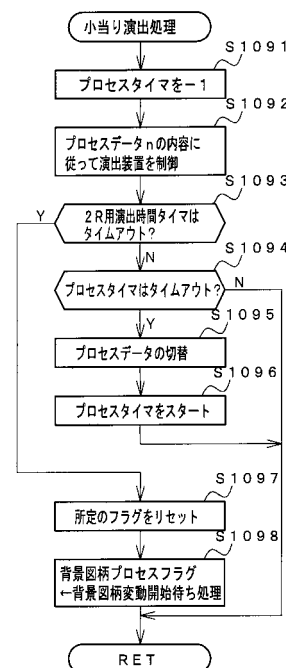 小当り演出処理
S1091
プロセスタイマを－1
S1092
プロセスデータnの内容に
従って演出装置を制御
S1093
Y
2R用演出時間タイマは
タイムアウト？
N
S1094
プロセスタイマはタイムアウト？
N
Y
S1095
プロセスデータの切替
S1096
プロセスタイマをスタート
S1097
所定のフラグをリセット
S1098
背景図柄プロセスフラグ
←背景図柄変動開始待ち処理
RET